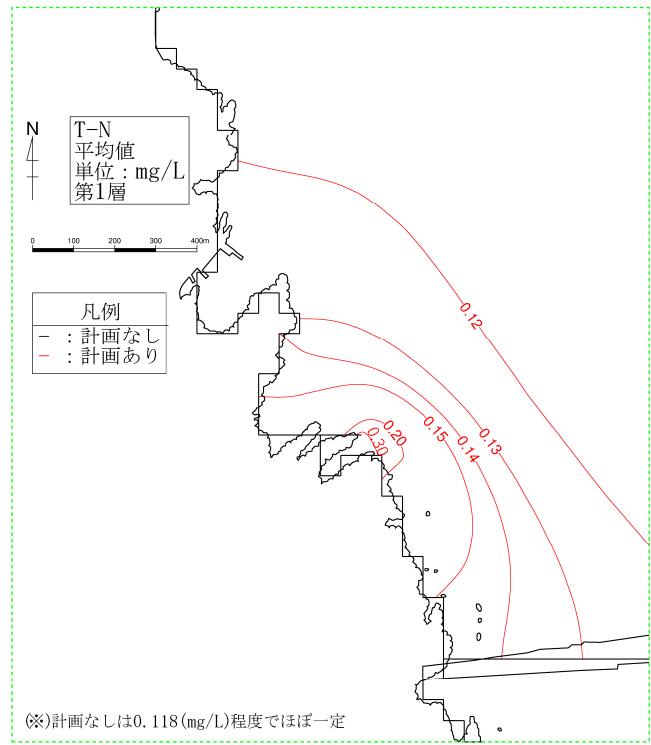 N
T-N
平均値
単位：mg/L
第1層
0 100 200 300 400m
凡例
－：計画なし
－：計画あり
0.12
0.13
0.14
0.15
0.20
0.30
(※)計画なしは0.118(mg/L)程度でほぼ一定